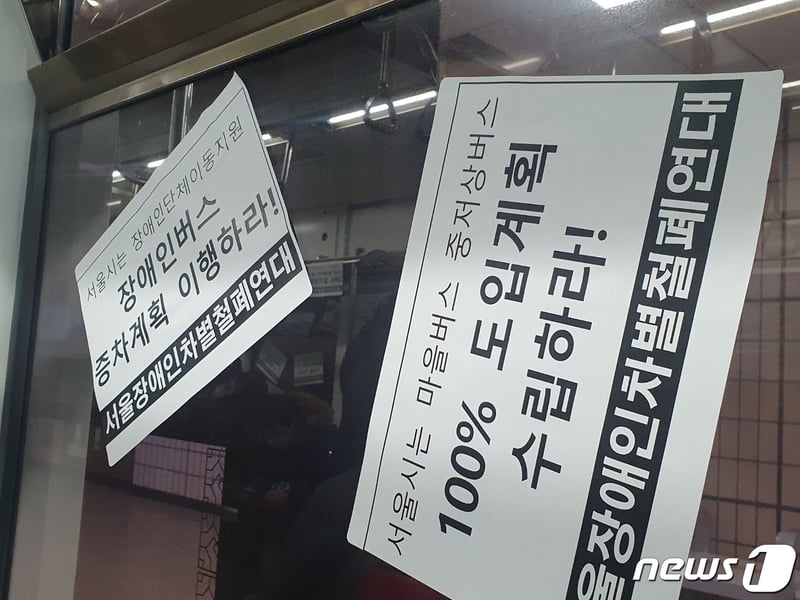 서울시는 장애인단체이동지원
장애인버스
증차계획 이행하라!
서울장애인차별철폐연대
서울시는 마을버스 중저상버스
100% 도입계획
수립하라!
서울장애인차별철폐연대
news1